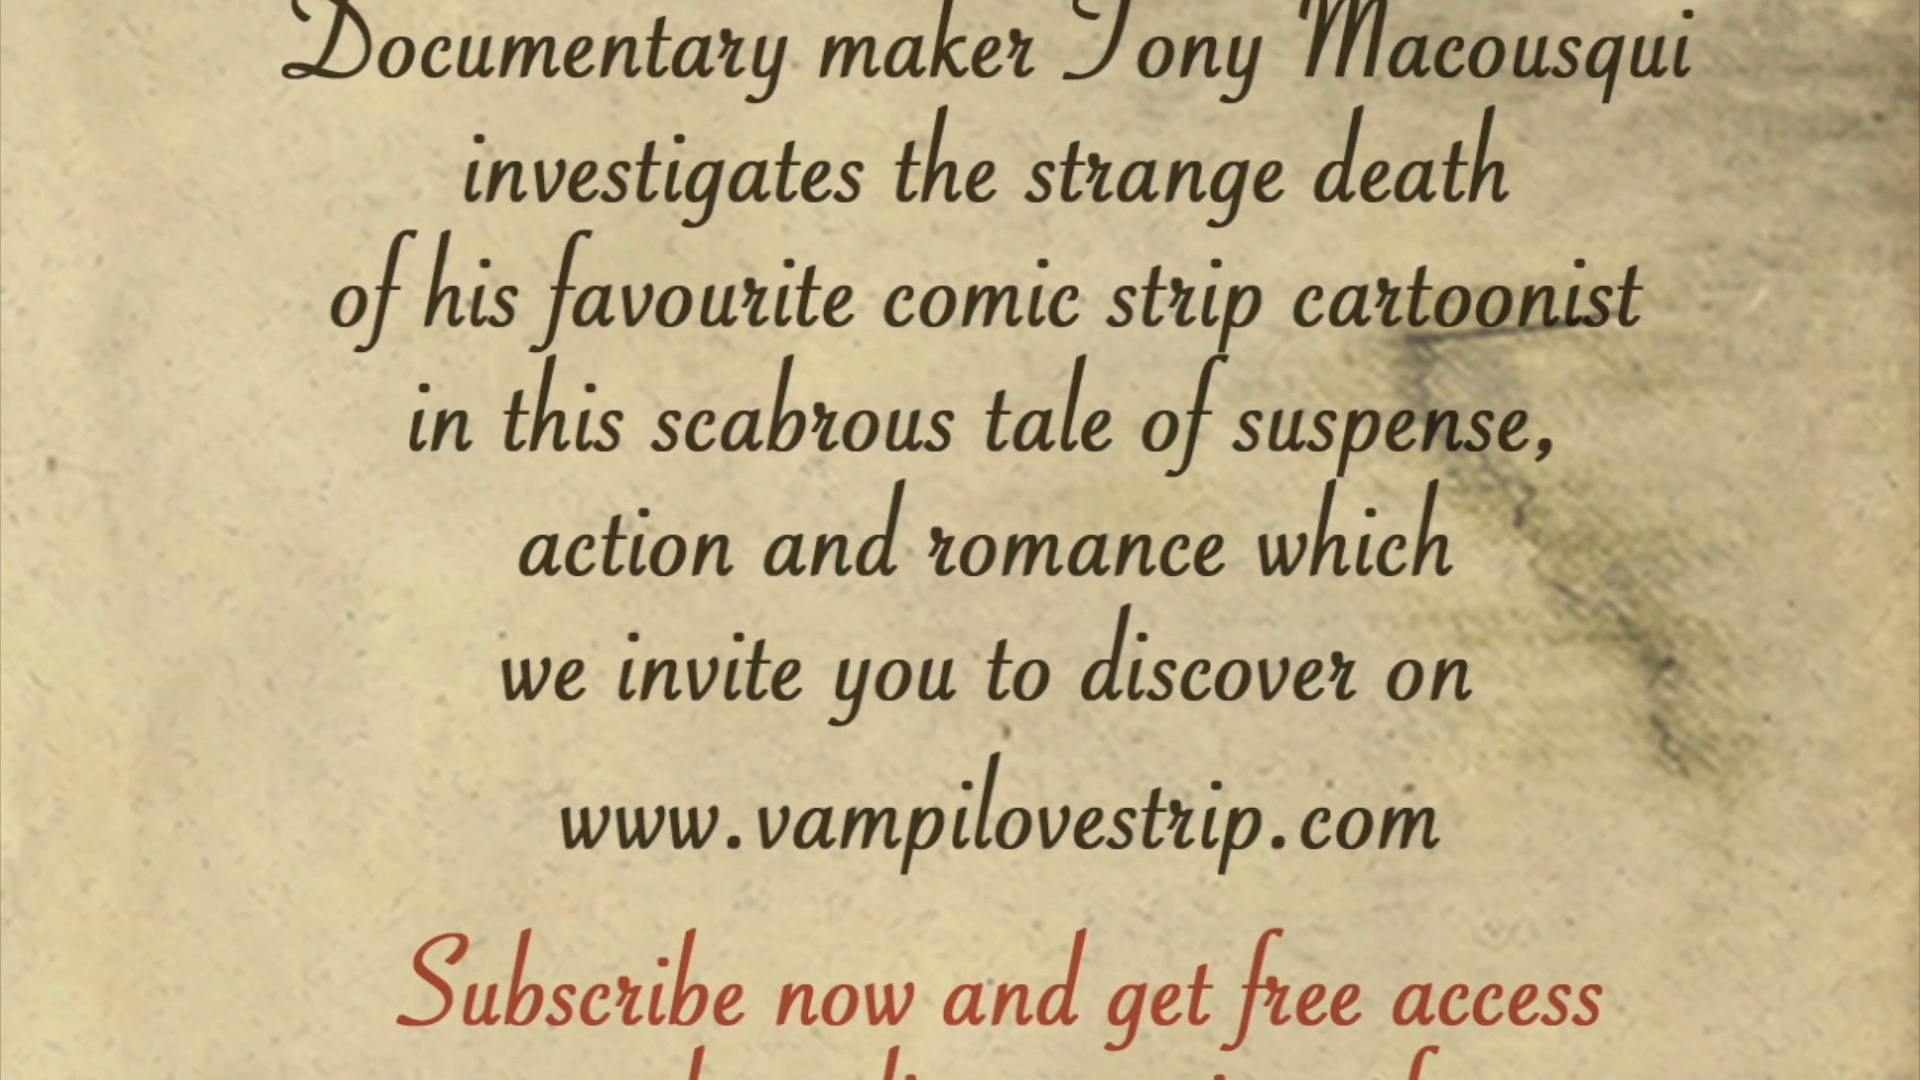 Documentary maker Tony Macousqui
investigates the strange death
of his favourite comic strip cartoonist
in this scabrous tale of suspense,
action and romance which
we invite you to discover on
www.vampilovestrip.com
Subscribe now and get free access